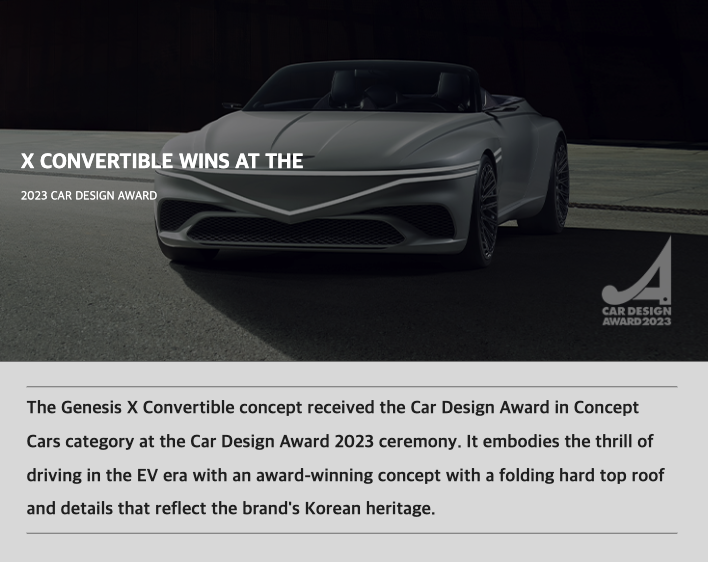 X CONVERTIBLE WINS AT THE
2023 CAR DESIGN AWARD
A.
CAR DESIGN
AWARD2023
The Genesis X Convertible concept received the Car Design Award in Concept
Cars category at the Car Design Award 2023 ceremony. It embodies the thrill of
driving in the EV era with an award-winning concept with a folding hard top roof
and details that reflect the brand's Korean heritage.